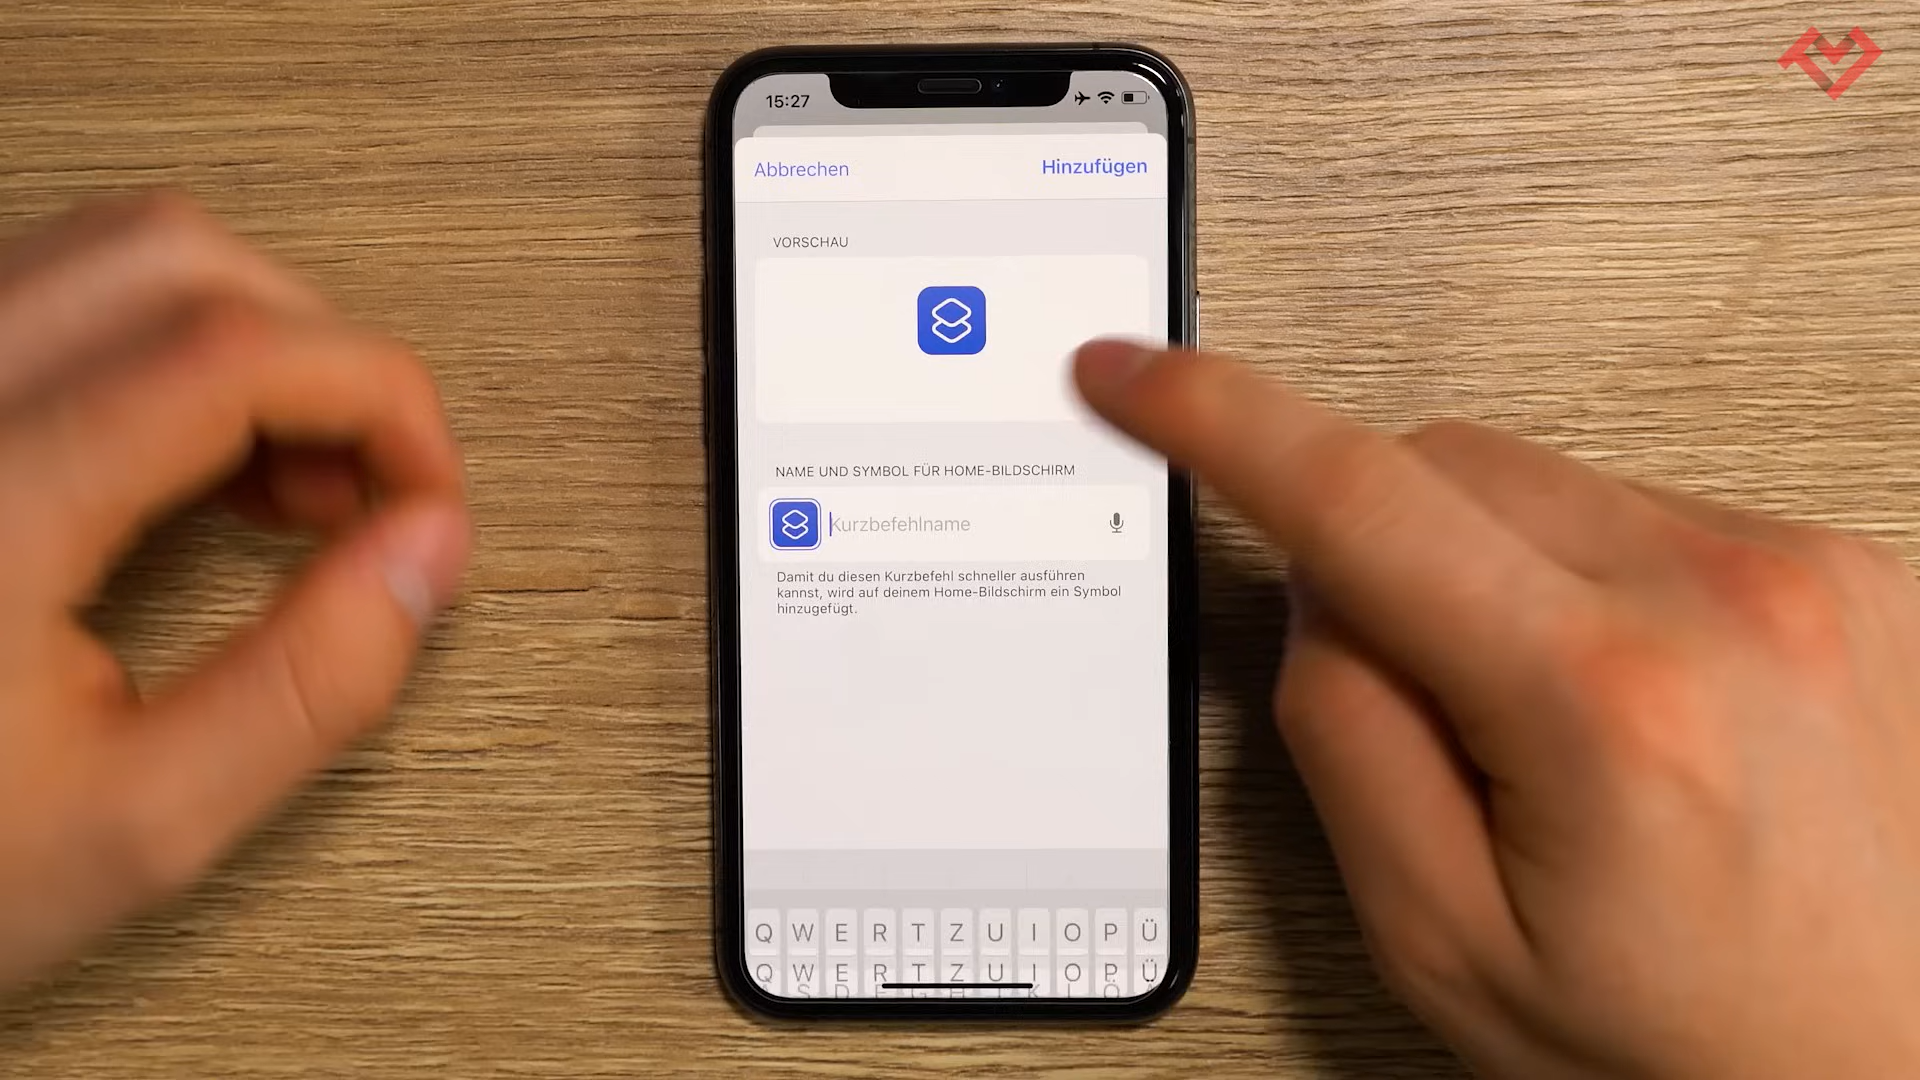 15:27
Abbrechen
Hinzufügen
VORSCHAU
NAME UND SYMBOL FÜR HOME-BILDSCHIRM
Kurzbefehlname
Damit du diesen Kurzbefehl schneller ausführen
kannst, wird auf deinem Home-Bildschirm ein Symbol
hinzugefügt.
Q W E R T Z U I O P Ü
Q W E R T Z U I O P Ü